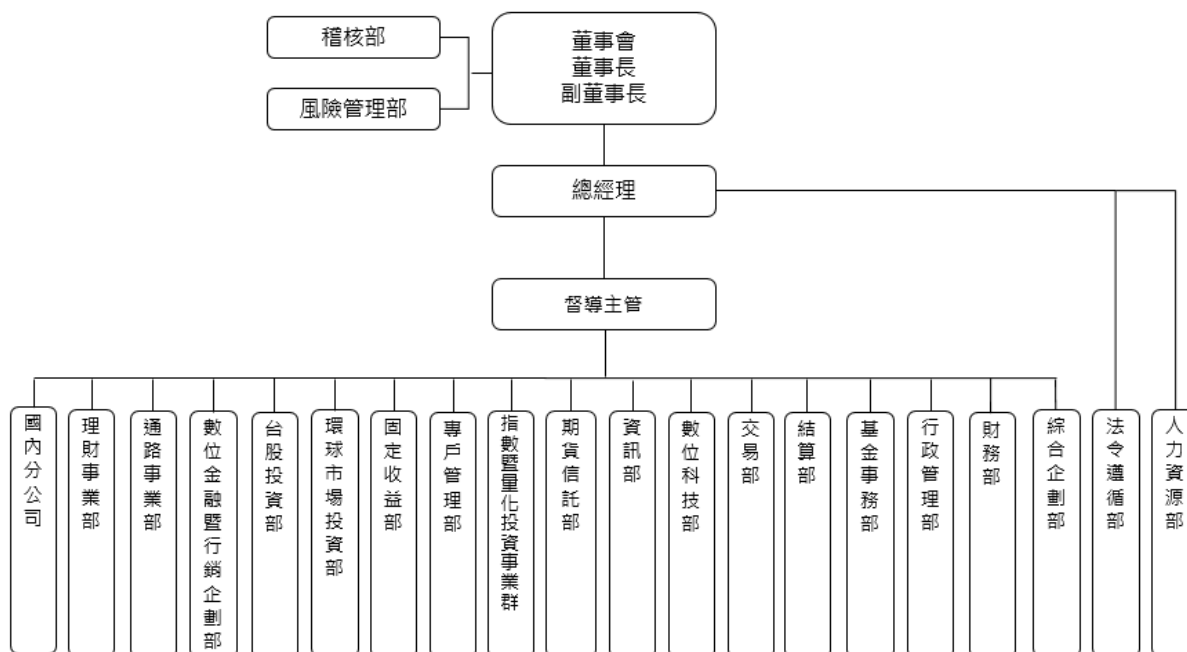 稽核部
董事會
董事長
副董事長
風險管理部
總經理
督導主管
國內分公司
理財事業部
通路事業部
數位金融暨行銷企劃部
台股投資部
環球市場投資部
固定收益部
專戶管理部
指數暨量化投資事業群
期貨信託部
資訊部
數位科技部
交易部
結算部
基金事務部
行政管理部
財務部
綜合企劃部
法令遵循部
人力資源部